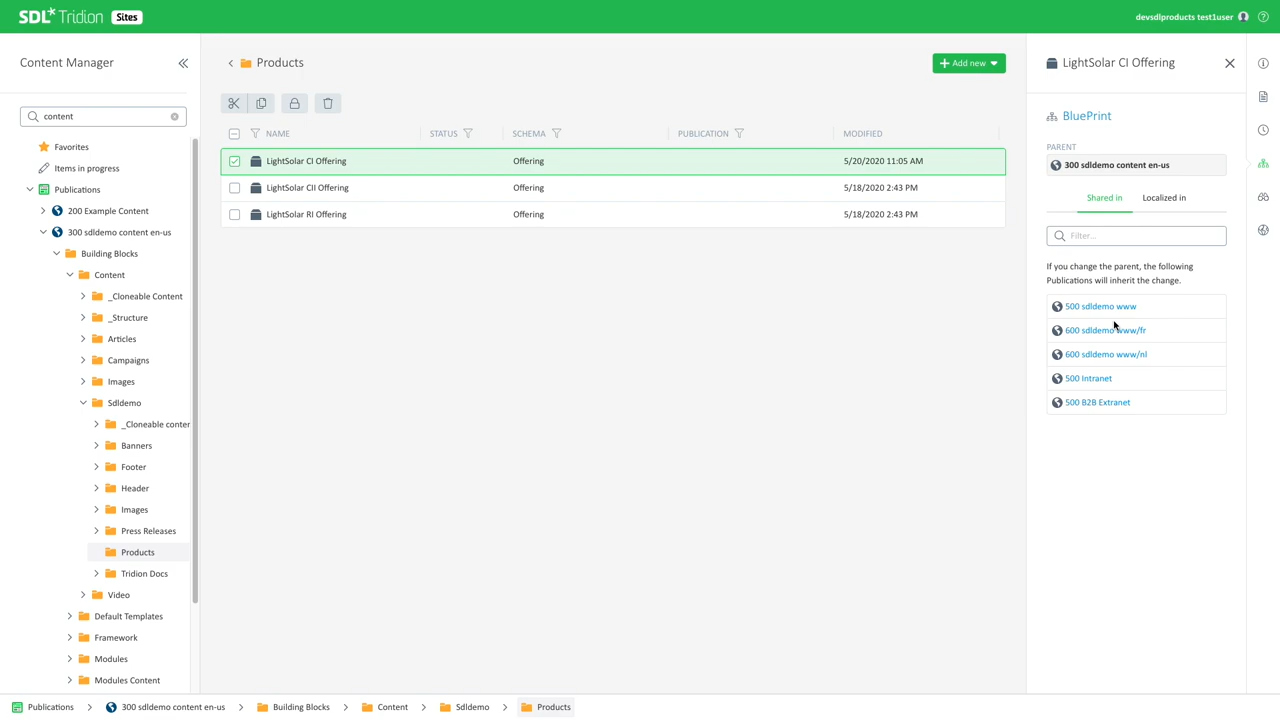 SDL* Tridion Sites
devsdlproducts test1user
Content Manager
content
Favorites
Items in progress
Publications
200 Example Content
300 sdldemo content en-us
Building Blocks
Content
_Cloneable Content
_Structure
Articles
Campaigns
Images
Sdldemo
_Cloneable conter
Banners
Footer
Header
Images
Press Releases
Products
Tridion Docs
Video
Default Templates
Framework
Modules
Modules Content
Products
Add new
NAME STATUS SCHEMA PUBLICATION MODIFIED
LightSolar CI Offering Offering 5/20/2020 11:05 AM
LightSolar CII Offering Offering 5/18/2020 2:43 PM
LightSolar RI Offering Offering 5/18/2020 2:43 PM
LightSolar CI Offering
BluePrint
PARENT
300 sdldemo content en-us
Shared in Localized in
Filter...
If you change the parent, the following
Publications will inherit the change.
500 sdldemo www
600 sdldemo www/fr
600 sdldemo www/nl
500 Intranet
500 B2B Extranet
Publications 300 sdldemo content en-us Building Blocks Content Sdldemo Products